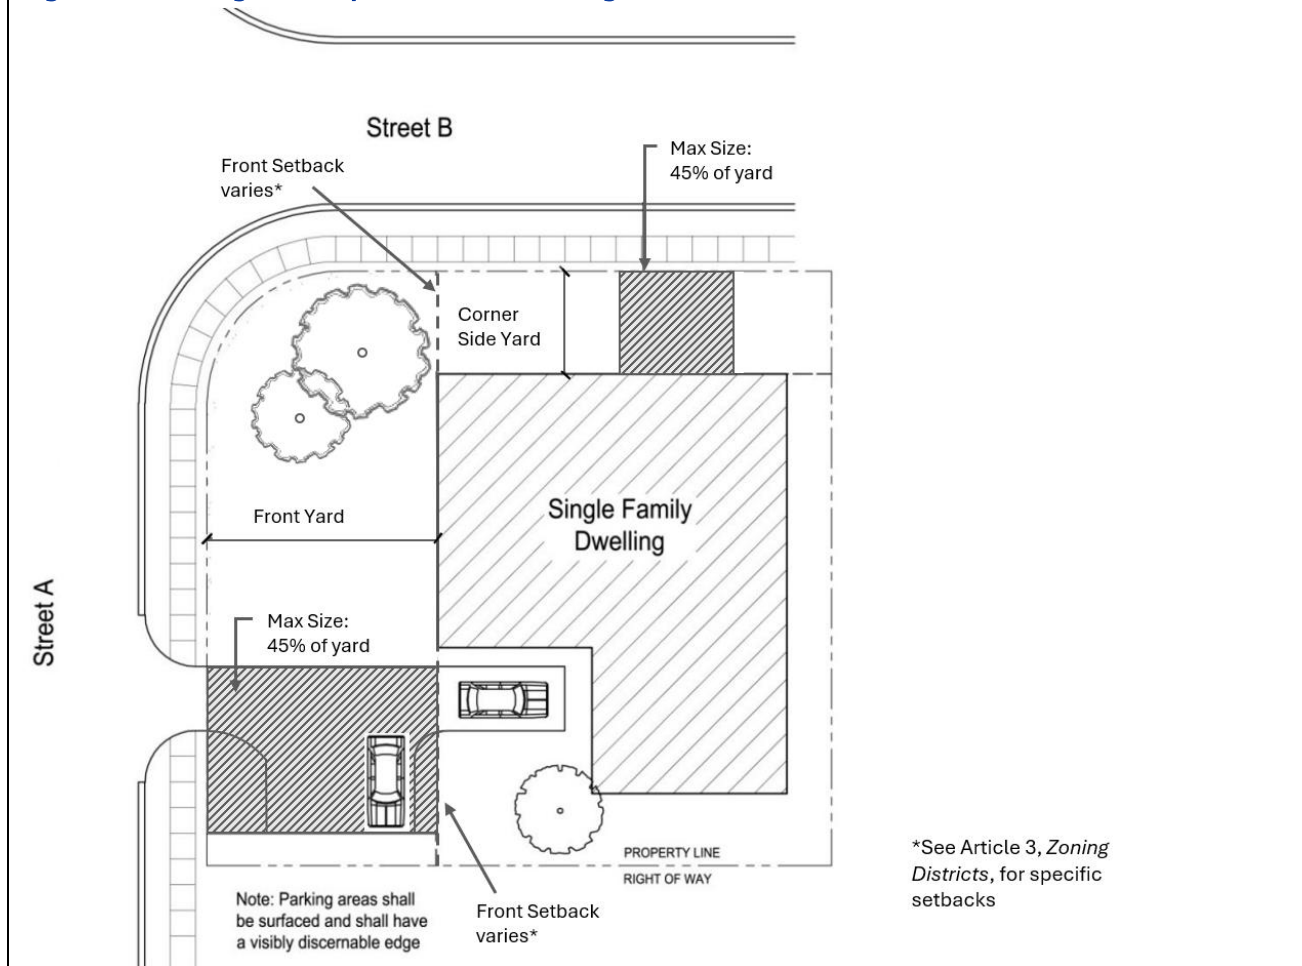 Street B
Max Size:
45% of yard
Front Setback
varies*
Corner
Side Yard
Front Yard
Single Family
Dwelling
Street A
Max Size:
45% of yard
PROPERTY LINE
RIGHT OF WAY
*See Article 3, Zoning
Districts, for specific
setbacks
Note: Parking areas shall
be surfaced and shall have
a visibly discernable edge
Front Setback
varies*